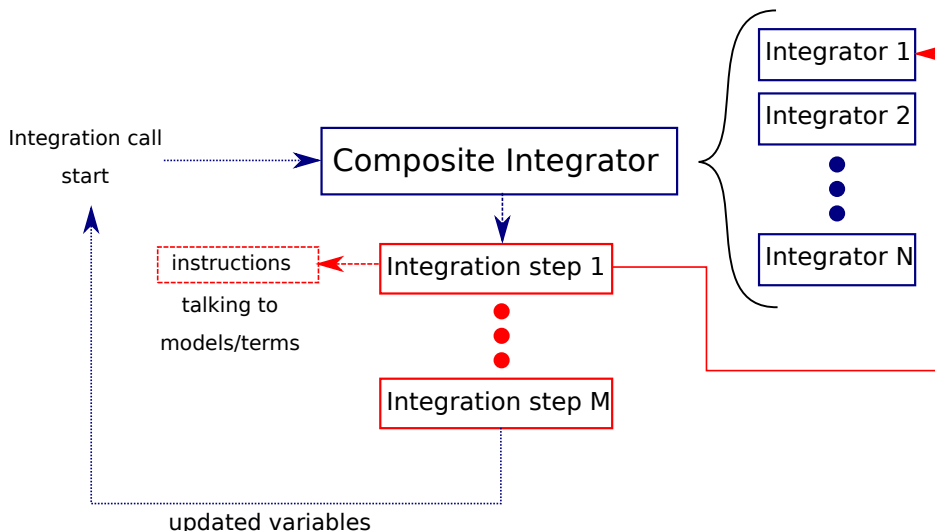 Integration call
start
Composite Integrator
Integrator 1
Integrator 2
Integrator N
Integration step 1
instructions
talking to
models/terms
Integration step M
updated variables